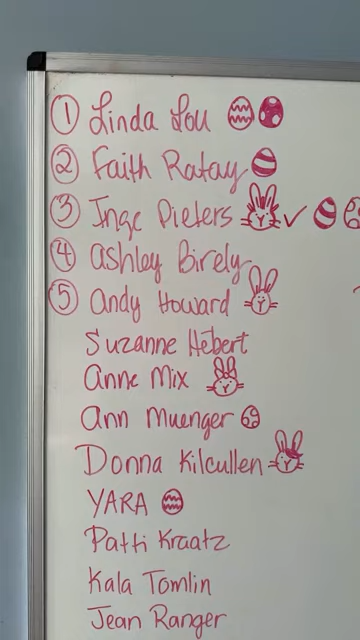 1 Linda Lou
2 Faith Ratay
3 Inge Pieters ✓
4 Ashley Birely
5 Andy Howard
Suzanne Hebert
Anne Mix
Ann Muenger
Donna Kilcullen
YARA
Patti Kraatz
Kala Tomlin
Jean Ranger